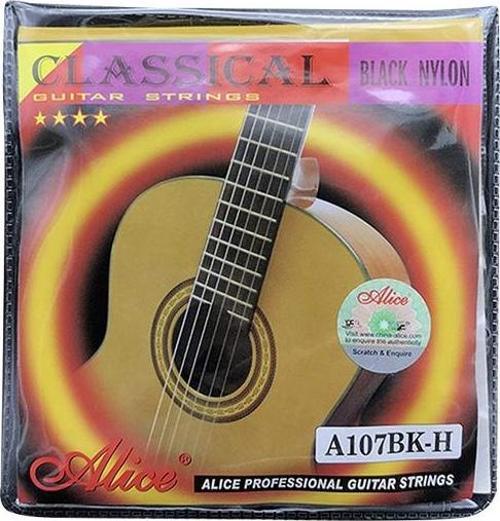 CLASSICAL
BLACK NYLON
GUITAR STRINGS
Alice
Visit www.china-alice.com
to enquire the authenticity
Scratch & Enquire
A107BK-H
Alice®
ALICE PROFESSIONAL GUITAR STRINGS